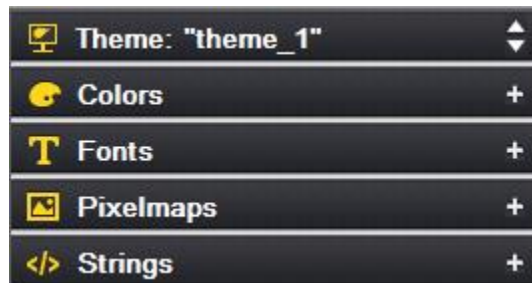 Theme: "theme_1"
Colors +
T Fonts +
Pixelmaps +
</> Strings +